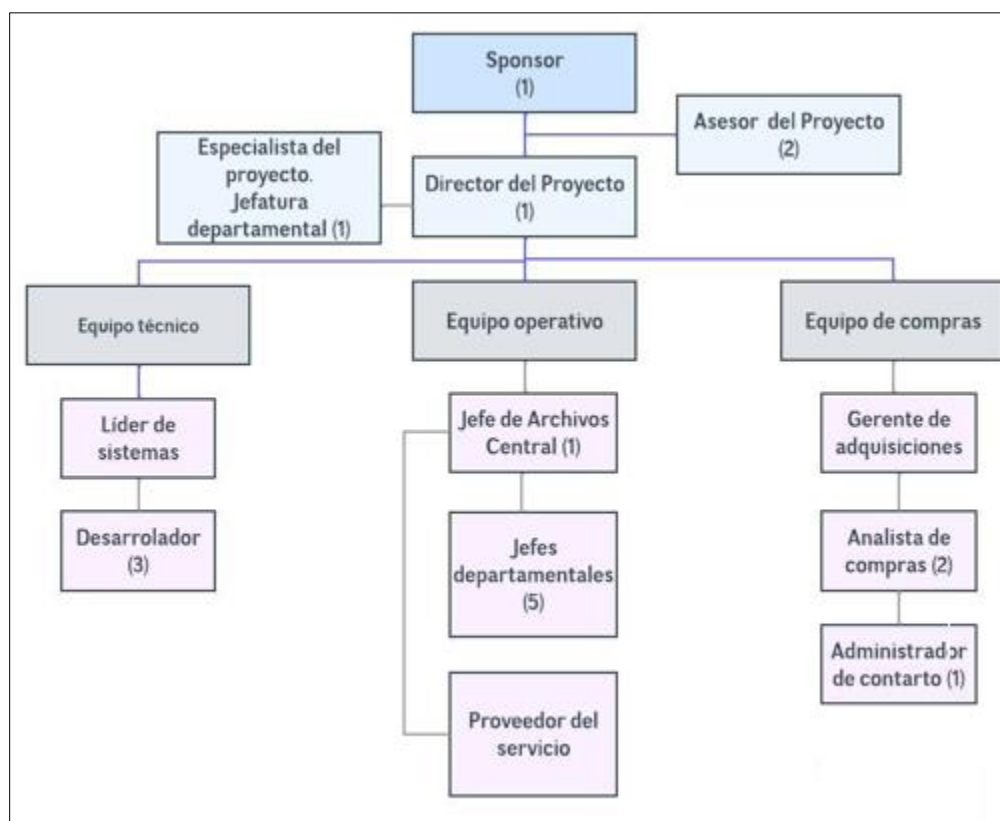 Sponsor
(1)
Asesor del Proyecto
(2)
Especialista del
proyecto.
Jefatura
departamental (1)
Director del Proyecto
(1)
Equipo técnico
Equipo operativo
Equipo de compras
Líder de
sistemas
Jefe de Archivos
Central (1)
Gerente de
adquisiciones
Desarrolador
(3)
Jefes
departamentales
(5)
Analista de
compras (2)
Administrador
de contarto (1)
Proveedor del
servicio